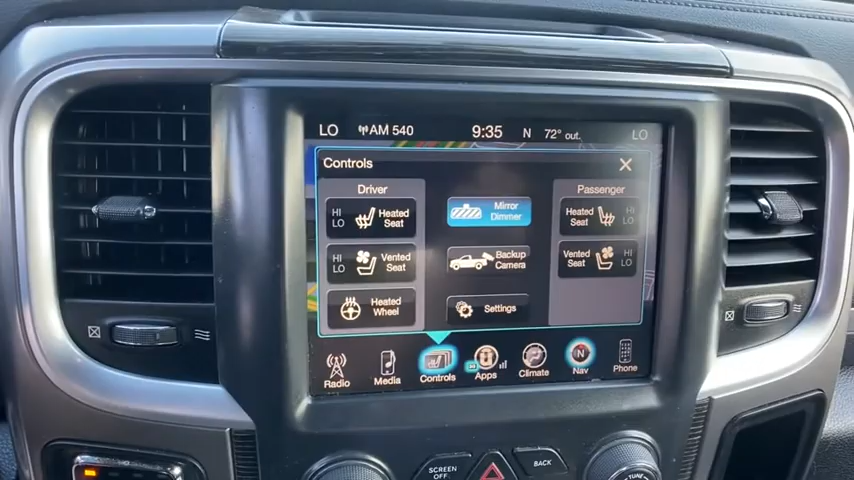 LO AM 540 9:35 N 72° out LO
Controls X
Driver Passenger
HI LO Heated Seat
Mirror Dimmer
Heated Seat HI LO
HI LO Vented Seat
Backup Camera
Vented Seat HI LO
Heated Wheel
Settings
Radio Media Controls Apps Climate Nav Phone
N
SCREEN OFF
BACK
TUNE